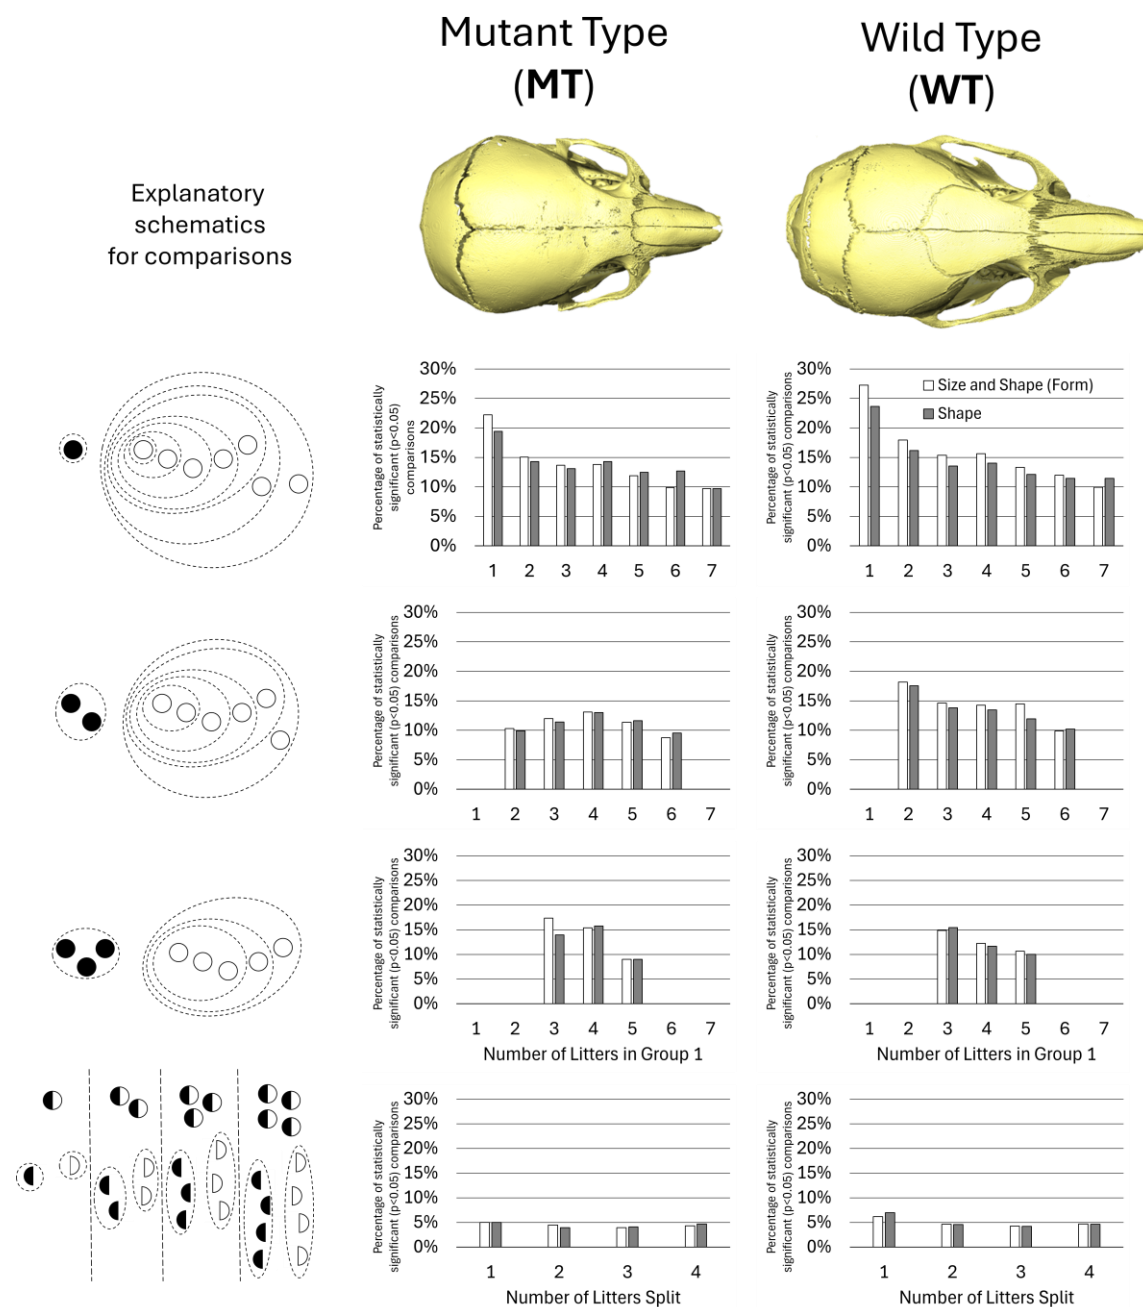 Mutant Type
(MT)
Wild Type
(WT)
Explanatory
schematics
for comparisons
Percentage of statistically
significant (p<0.05)
comparisons
30%
25%
20%
15%
10%
5%
0%
1 2 3 4 5 6 7
Percentage of statistically
significant (p<0.05) comparisons
30%
25%
20%
15%
10%
5%
0%
Size and Shape (Form)
Shape
1 2 3 4 5 6 7
Percentage of statistically
significant (p<0.05) comparisons
30%
25%
20%
15%
10%
5%
0%
1 2 3 4 5 6 7
Percentage of statistically
significant (p<0.05) comparisons
30%
25%
20%
15%
10%
5%
0%
1 2 3 4 5 6 7
Percentage of statistically
significant (p<0.05) comparisons
30%
25%
20%
15%
10%
5%
0%
1 2 3 4 5 6 7
Number of Litters in Group 1
Percentage of statistically
significant (p<0.05) comparisons
30%
25%
20%
15%
10%
5%
0%
1 2 3 4 5 6 7
Number of Litters in Group 1
Percentage of statistically
significant (p<0.05) comparisons
30%
25%
20%
15%
10%
5%
0%
1 2 3 4
Number of Litters Split
Percentage of statistically
significant (p<0.05) comparisons
30%
25%
20%
15%
10%
5%
0%
1 2 3 4
Number of Litters Split